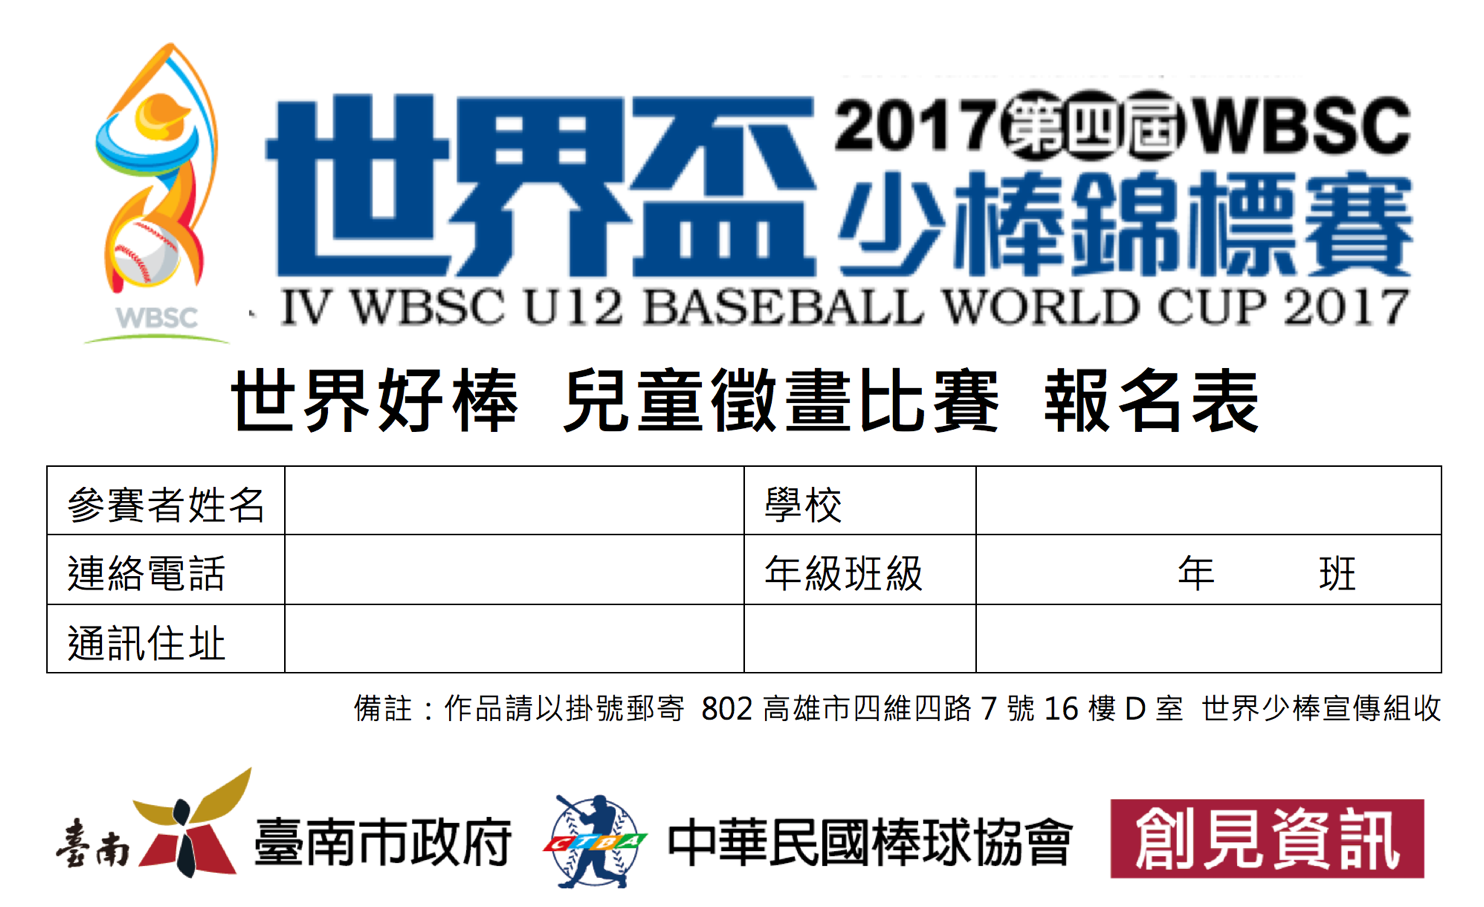 世界盃
2017第四屆WBSC
少棒錦標賽
IV WBSC U12 BASEBALL WORLD CUP 2017
WBSC
世界好棒 兒童徵畫比賽 報名表
參賽者姓名 學校
連絡電話 年級班級 年 班
通訊住址
備註：作品請以掛號郵寄 802 高雄市四維四路 7 號 16 樓 D 室 世界少棒宣傳組收
臺南 臺南市政府 CTBA 中華民國棒球協會 創見資訊